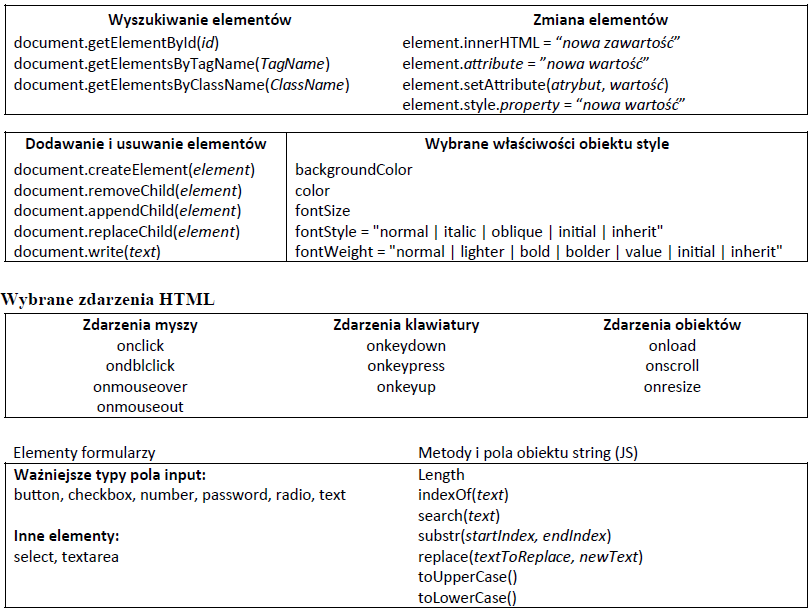 Wyszukiwanie elementów
document.getElementById(id)
document.getElementsByTagName(TagName)
document.getElementsByClassName(ClassName)
Zmiana elementów
element.innerHTML = “nowa zawartość”
element.attribute = ”nowa wartość”
element.setAttribute(atrybut, wartość)
element.style.property = “nowa wartość”
Dodawanie i usuwanie elementów
document.createElement(element)
document.removeChild(element)
document.appendChild(element)
document.replaceChild(element)
document.write(text)
Wybrane właściwości obiektu style
backgroundColor
color
fontSize
fontStyle = "normal | italic | oblique | initial | inherit"
fontWeight = "normal | lighter | bold | bolder | value | initial | inherit"
Wybrane zdarzenia HTML
Zdarzenia myszy
onclick
ondblclick
onmouseover
onmouseout
Zdarzenia klawiatury
onkeydown
onkeypress
onkeyup
Zdarzenia obiektów
onload
onscroll
onresize
Elementy formularzy
Ważniejsze typy pola input:
button, checkbox, number, password, radio, text
Inne elementy:
select, textarea
Metody i pola obiektu string (JS)
Length
indexOf(text)
search(text)
substr(startIndex, endIndex)
replace(textToReplace, newText)
toUpperCase()
toLowerCase()